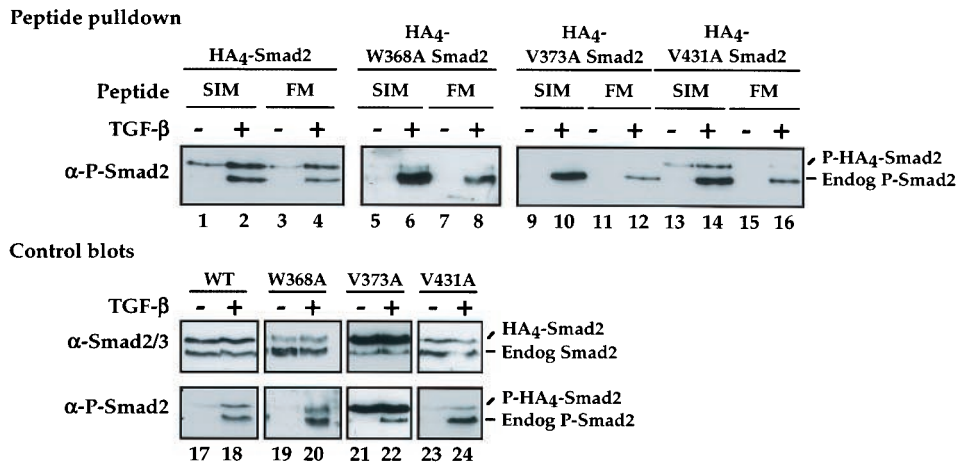 Peptide pulldown
HA4-Smad2
HA4-
W368A Smad2
HA4-
V373A Smad2
HA4-
V431A Smad2
Peptide SIM FM SIM FM SIM FM SIM FM
TGF-β - + - + - + - + - + - + - + - +
α-P-Smad2
P-HA4-Smad2
Endog P-Smad2
1 2 3 4 5 6 7 8 9 10 11 12 13 14 15 16
Control blots
WT W368A V373A V431A
TGF-β - + - + - + - +
α-Smad2/3
HA4-Smad2
Endog Smad2
α-P-Smad2
P-HA4-Smad2
Endog P-Smad2
17 18 19 20 21 22 23 24